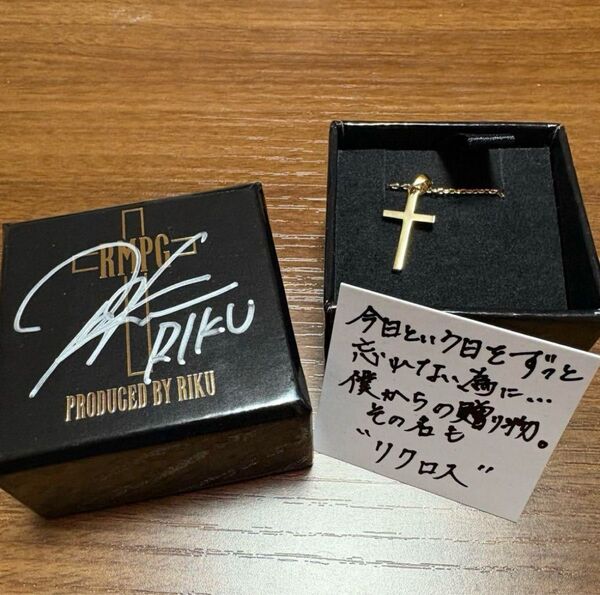 RMPG
RIKU
PRODUCED BY RIKU
今日という日をずっと
忘れない為に…
僕からの贈り物。
その名も
“リクロス”